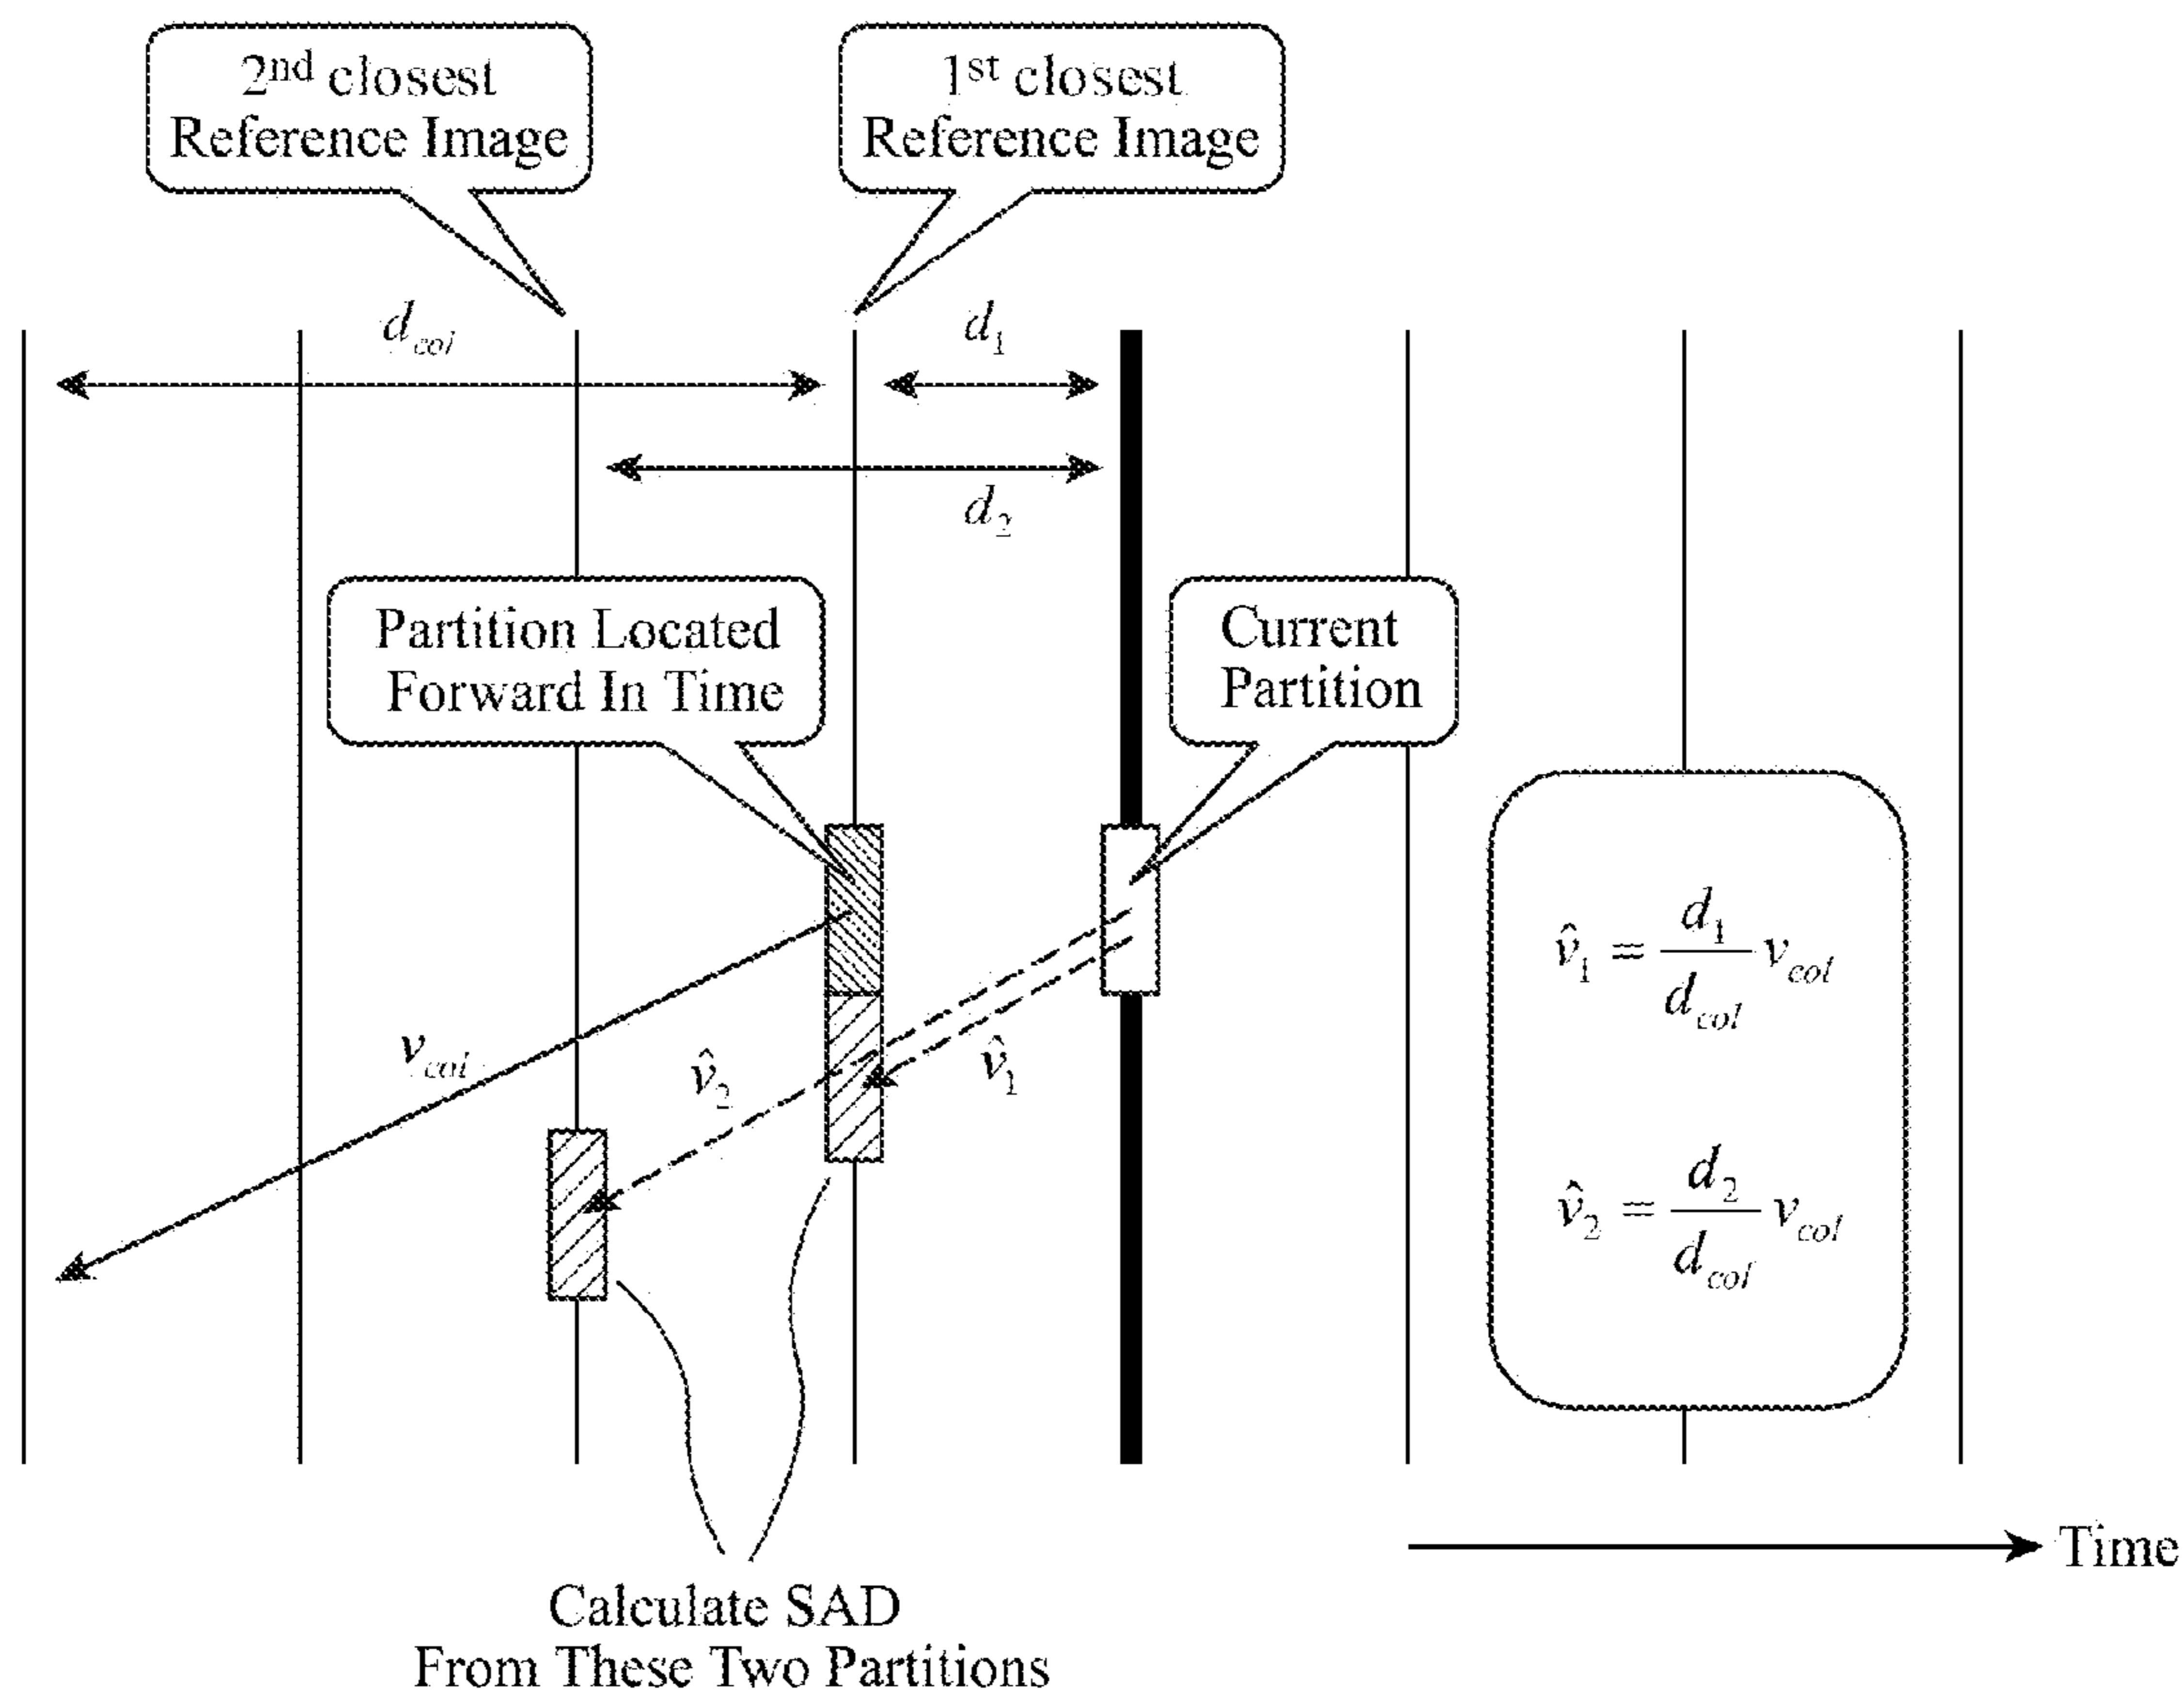 2nd closest
Reference Image
1st closest
Reference Image
d_col
d_1
d_2
Partition Located
Forward In Time
Current
Partition
v_col
v̂_2
v̂_1
v̂_1 = d_1/d_col v_col
v̂_2 = d_2/d_col v_col
Time
Calculate SAD
From These Two Partitions